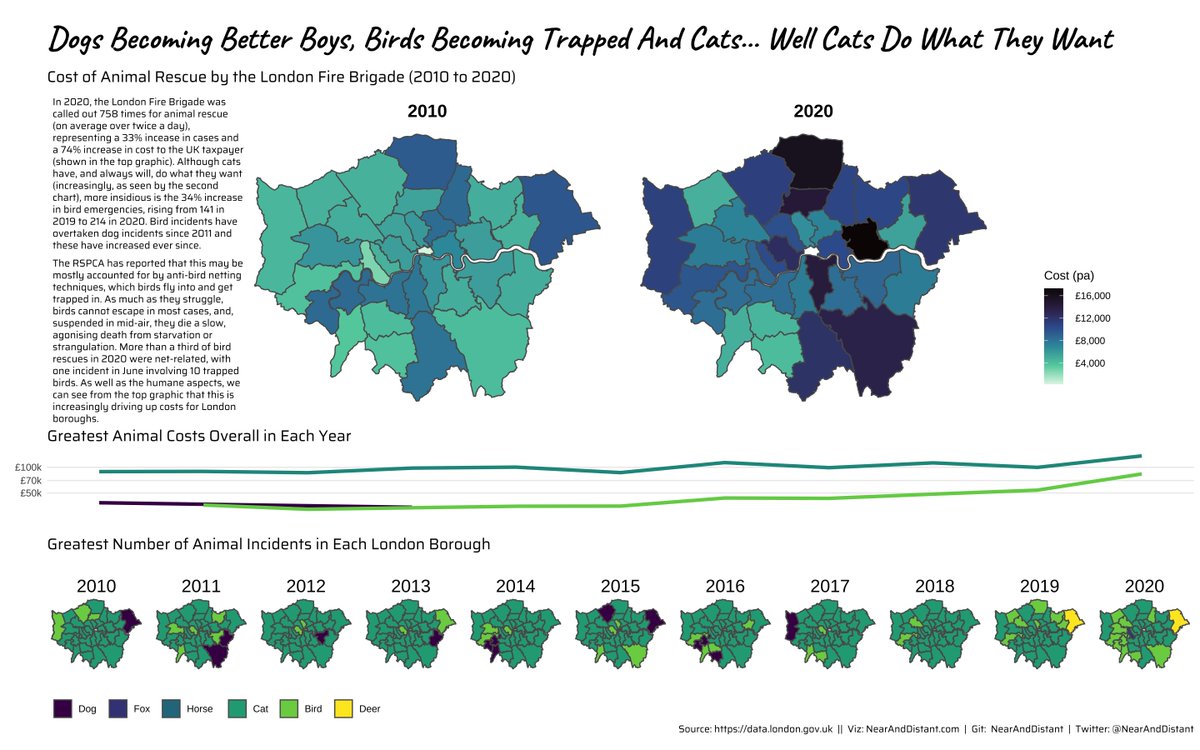 Dogs Becoming Better Boys, Birds Becoming Trapped And Cats... Well Cats Do What They Want
Cost of Animal Rescue by the London Fire Brigade (2010 to 2020)
In 2020, the London Fire Brigade was
called out 758 times for animal rescue
(on average over twice a day),
representing a 33% incease in cases and
a 74% increase in cost to the UK taxpayer
(shown in the top graphic). Although cats
have, and always will, do what they want
(increasingly, as seen by the second
chart), more insidious is the 34% increase
in bird emergencies, rising from 141 in
2019 to 214 in 2020. Bird incidents have
overtaken dog incidents since 2011 and
these have increased ever since.
The RSPCA has reported that this may be
mostly accounted for by anti-bird netting
techniques, which birds fly into and get
trapped in. As much as they struggle,
birds cannot escape in most cases, and,
suspended in mid-air, they die a slow,
agonising death from starvation or
strangulation. More than a third of bird
rescues in 2020 were net-related, with
one incident in June involving 10 trapped
birds. As well as the humane aspects, we
can see from the top graphic that this is
increasingly driving up costs for London
boroughs.
2010
2020
Cost (pa)
£16,000
£12,000
£8,000
£4,000
Greatest Animal Costs Overall in Each Year
£100k
£70k
£50k
Greatest Number of Animal Incidents in Each London Borough
2010 2011 2012 2013 2014 2015 2016 2017 2018 2019 2020
Dog Fox Horse Cat Bird Deer
Source: https://data.london.gov.uk || Viz: NearAndDistant.com | Git: NearAndDistant | Twitter: @NearAndDistant